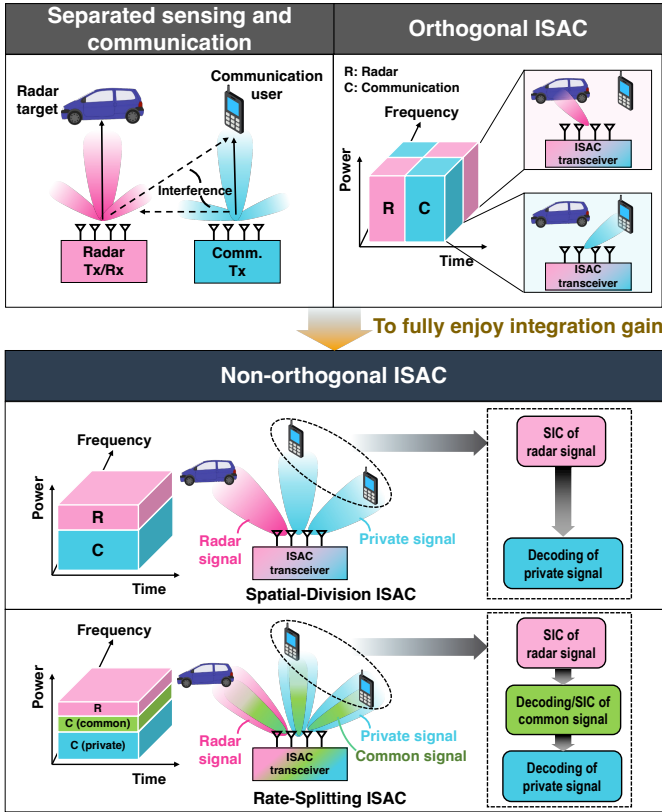 Separated sensing and
communication
Radar
target
Communication
user
Interference
Radar
Tx/Rx
Comm.
Tx
Orthogonal ISAC
R: Radar
C: Communication
Frequency
Power
R
C
Time
ISAC
transceiver
ISAC
transceiver
To fully enjoy integration gain
Non-orthogonal ISAC
Frequency
Power
R
C
Time
Radar
signal
ISAC
transceiver
Private signal
Spatial-Division ISAC
SIC of
radar signal
Decoding of
private signal
Frequency
Power
R
C (common)
C (private)
Time
Radar
signal
ISAC
transceiver
Private signal
Common signal
Rate-Splitting ISAC
SIC of
radar signal
Decoding/SIC of
common signal
Decoding of
private signal